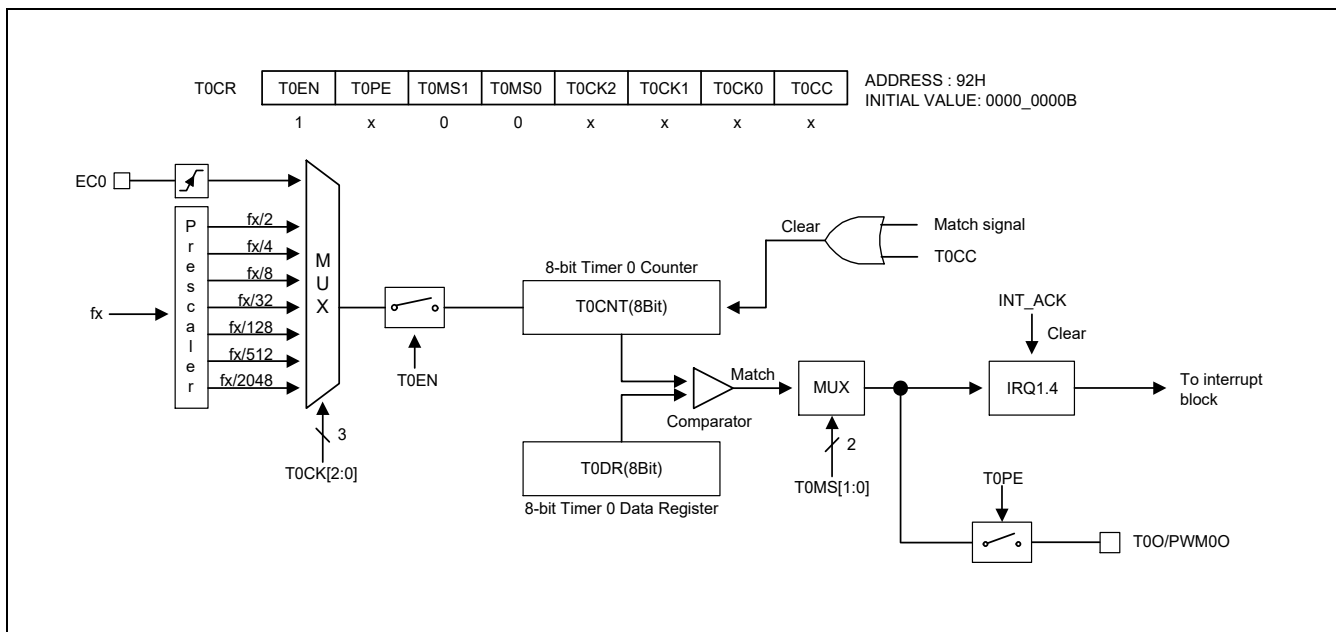 T0CR T0EN T0PE T0MS1 T0MS0 T0CK2 T0CK1 T0CK0 T0CC
ADDRESS : 92H
INITIAL VALUE: 0000_0000B
1 x 0 0 x x x x
EC0
fx
Prescaler
fx/2
fx/4
fx/8
fx/32
fx/128
fx/512
fx/2048
MUX
3
T0CK[2:0]
T0EN
8-bit Timer 0 Counter
T0CNT(8Bit)
Clear
Match signal
T0CC
Match
Comparator
T0DR(8Bit)
8-bit Timer 0 Data Register
MUX
2
T0MS[1:0]
INT_ACK
Clear
IRQ1.4
To interrupt
block
T0PE
T0O/PWM0O